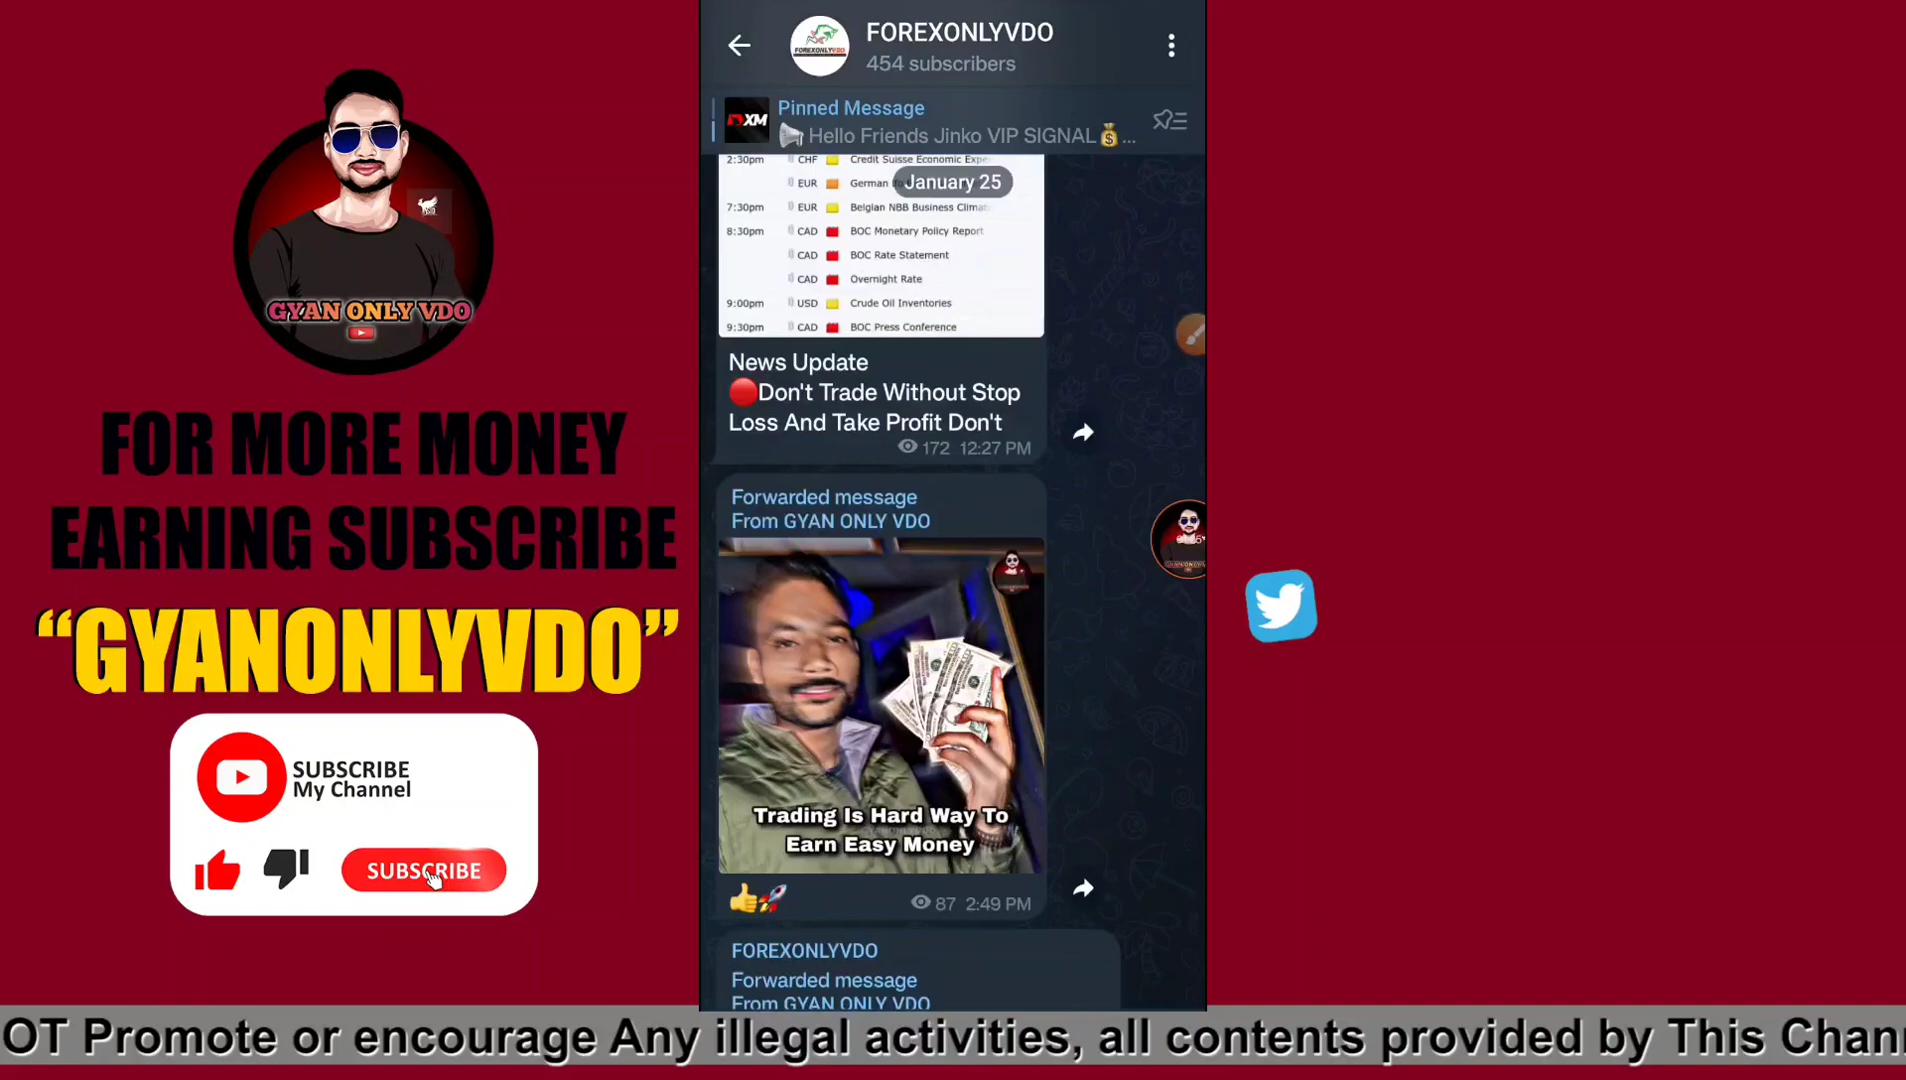 GYAN ONLY VDO
FOR MORE MONEY
EARNING SUBSCRIBE
“GYANONLYVDO”
SUBSCRIBE
My Channel
SUBSCRIBE
FOREXONLYVDO
FOREXONLYVDO
454 subscribers
XM
Pinned Message
📢 Hello Friends Jinko VIP SIGNAL💰...
January 25
2:30pm CHF Credit Suisse Economic Expe
EUR German
7:30pm EUR Belgian NBB Business Climat
8:30pm CAD BOC Monetary Policy Report
CAD BOC Rate Statement
CAD Overnight Rate
9:00pm USD Crude Oil Inventories
9:30pm CAD BOC Press Conference
News Update
🔴Don't Trade Without Stop
Loss And Take Profit Don't
172 12:27 PM
Forwarded message
From GYAN ONLY VDO
Trading Is Hard Way To
Earn Easy Money
👍🚀
87 2:49 PM
FOREXONLYVDO
Forwarded message
From GYAN ONLY VDO
OT Promote or encourage Any illegal activities, all contents provided by This Chan